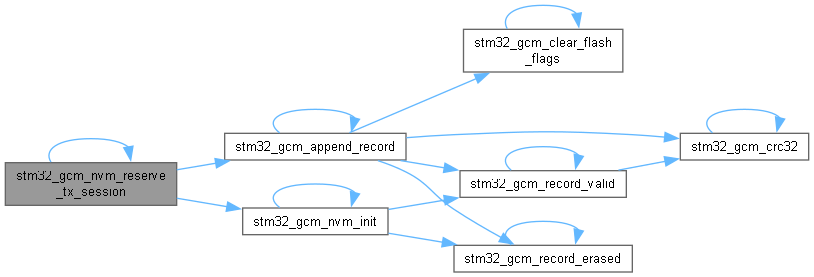 stm32_gcm_clear_flash
_flags
stm32_gcm_append_record
stm32_gcm_crc32
stm32_gcm_nvm_reserve
_tx_session
stm32_gcm_record_valid
stm32_gcm_nvm_init
stm32_gcm_record_erased